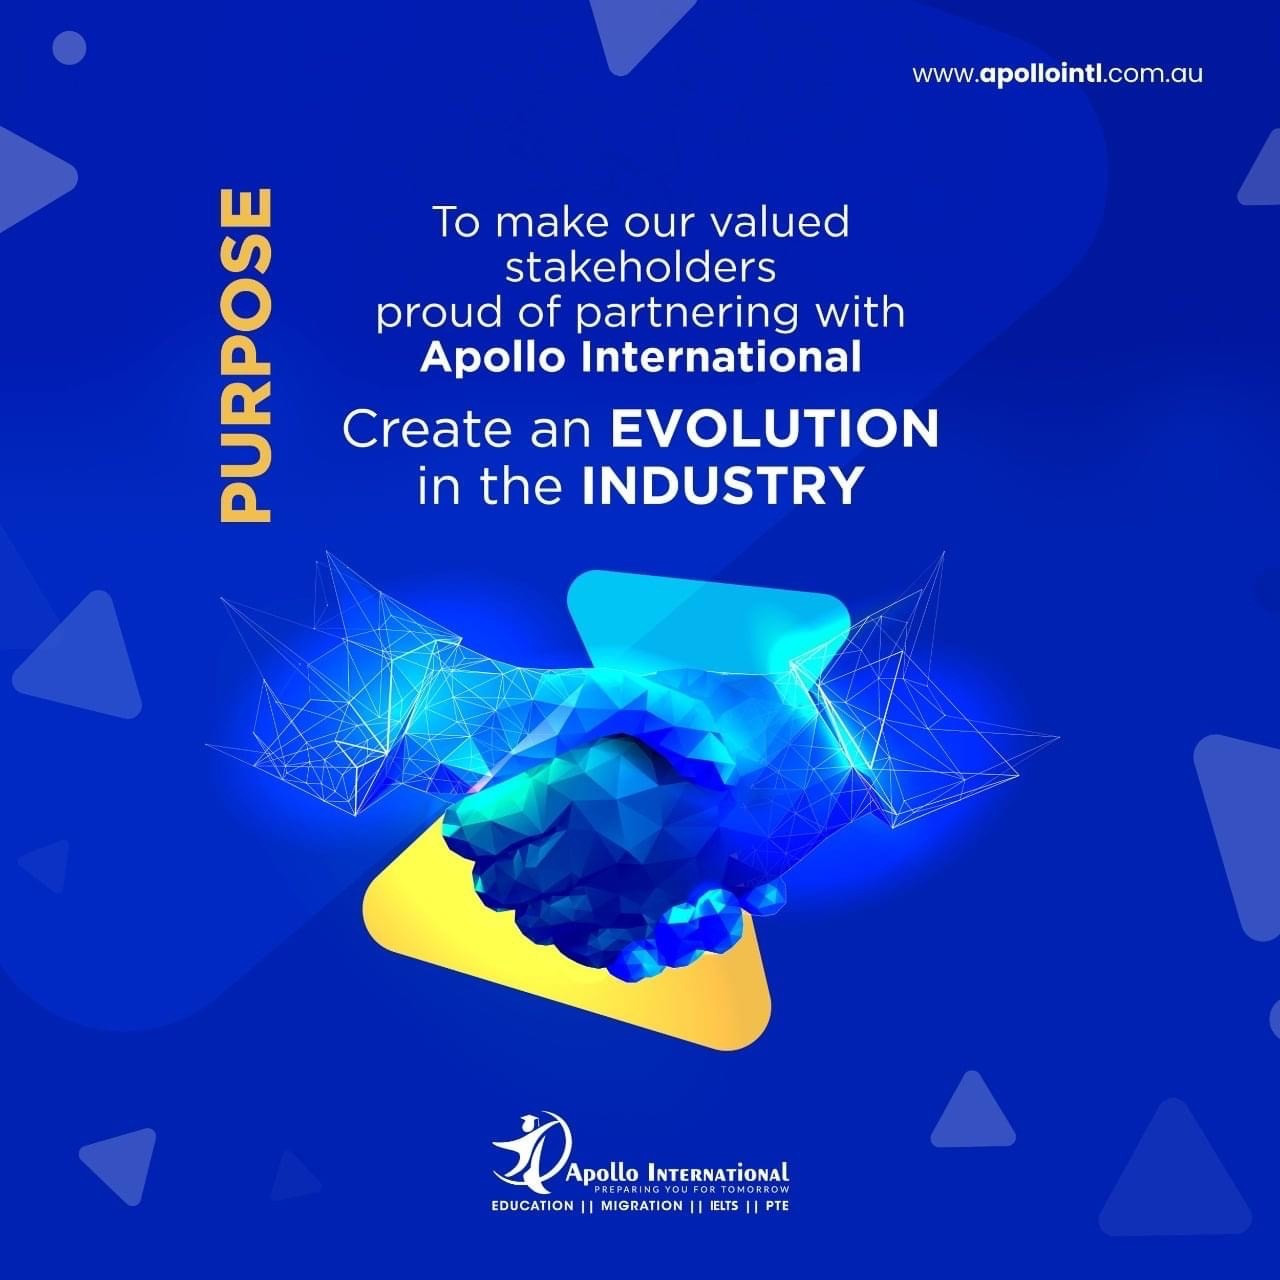 www.apollointl.com.au
PURPOSE
To make our valued
stakeholders
proud of partnering with
Apollo International
Create an EVOLUTION
in the INDUSTRY
APOLLO INTERNATIONAL
PREPARING YOU FOR TOMORROW
EDUCATION || MIGRATION || IELTS || PTE